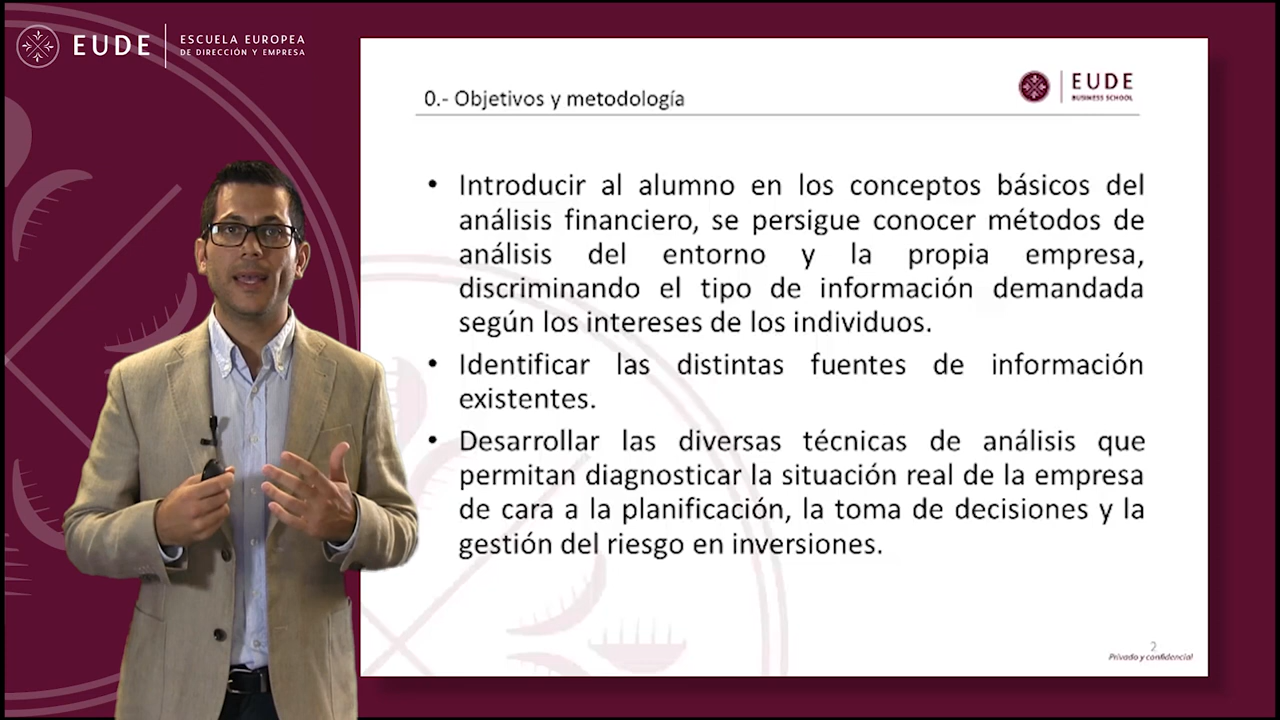 EUDE
ESCUELA EUROPEA
DE DIRECCIÓN Y EMPRESA
0.- Objetivos y metodología
EUDE
BUSINESS SCHOOL
• Introducir al alumno en los conceptos básicos del
análisis financiero, se persigue conocer métodos de
análisis del entorno y la propia empresa,
discriminando el tipo de información demandada
según los intereses de los individuos.
• Identificar las distintas fuentes de información
existentes.
• Desarrollar las diversas técnicas de análisis que
permitan diagnosticar la situación real de la empresa
de cara a la planificación, la toma de decisiones y la
gestión del riesgo en inversiones.
2
Privado y confidencial